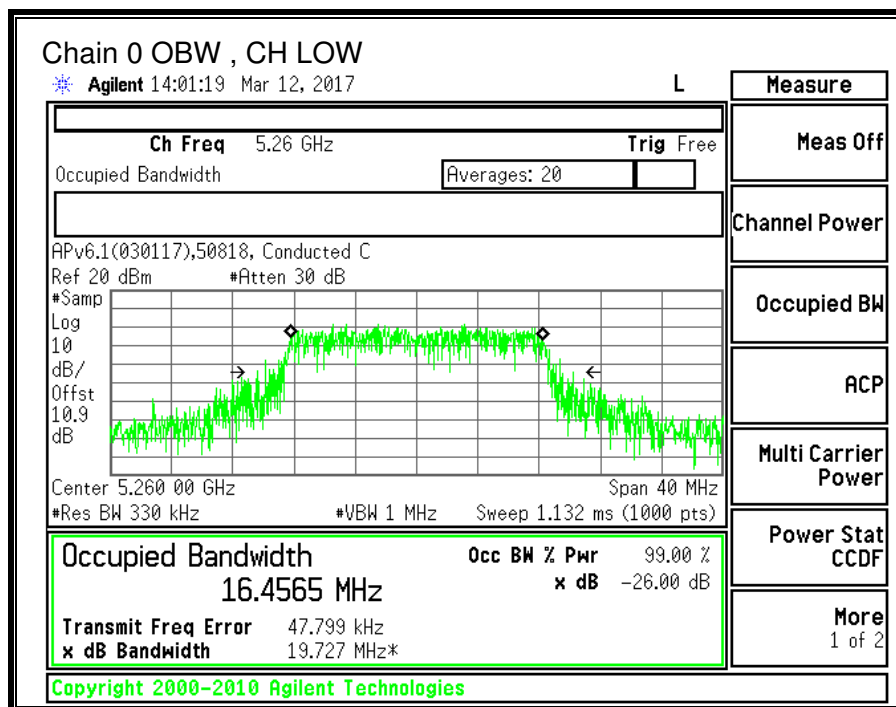 Chain 0 OBW , CH LOW
Agilent 14:01:19 Mar 12, 2017 L
Measure
Ch Freq 5.26 GHz Trig Free
Meas Off
Occupied Bandwidth Averages: 20
Channel Power
APv6.1(030117),50818, Conducted C
Ref 20 dBm #Atten 30 dB
#Samp
Log
10
dB/
Offst
10.9
dB
Occupied BW
ACP
Multi Carrier
Power
Center 5.260 00 GHz Span 40 MHz
#Res BW 330 kHz #VBW 1 MHz Sweep 1.132 ms (1000 pts)
Power Stat
CCDF
Occupied Bandwidth Occ BW % Pwr 99.00 %
16.4565 MHz x dB -26.00 dB
Transmit Freq Error 47.799 kHz
x dB Bandwidth 19.727 MHz*
More
1 of 2
Copyright 2000-2010 Agilent Technologies